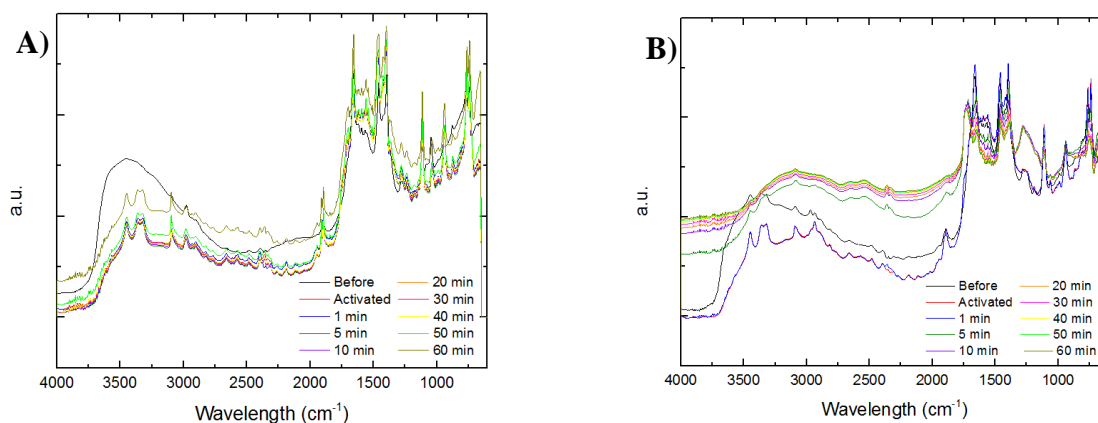 A)
a.u.
Before
Activated
1 min
5 min
10 min
20 min
30 min
40 min
50 min
60 min
4000 3500 3000 2500 2000 1500 1000
Wavelength (cm-1)
B)
a.u.
Before
Activated
1 min
5 min
10 min
20 min
30 min
40 min
50 min
60 min
4000 3500 3000 2500 2000 1500 1000
Wavelength (cm-1)